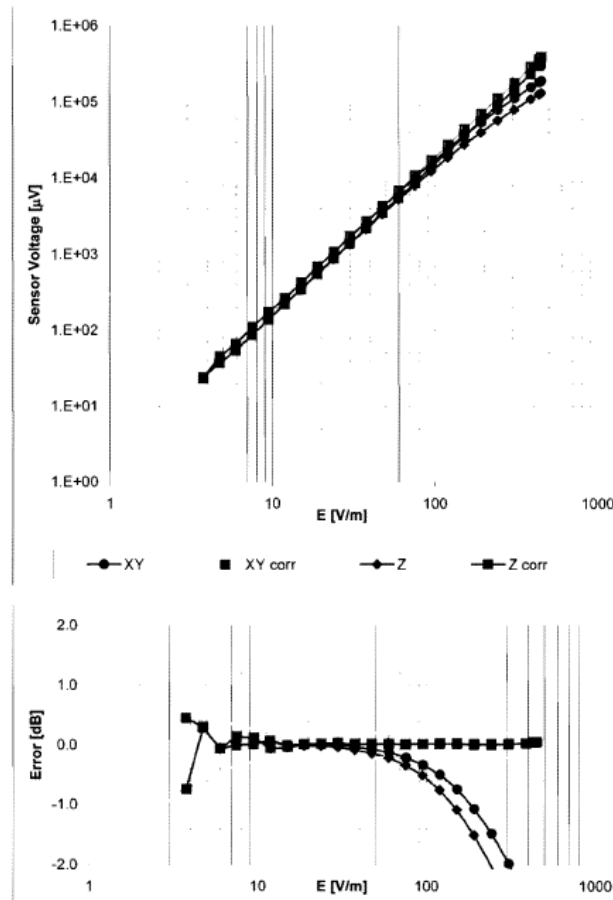 1.E+06
1.E+05
1.E+04
1.E+03
1.E+02
1.E+01
1.E+00
Sensor Voltage [µV]
1 10 100 1000
E [V/m]
XY XY corr Z Z corr
2.0
1.0
0.0
-1.0
-2.0
Error [dB]
1 10 100 1000
E [V/m]